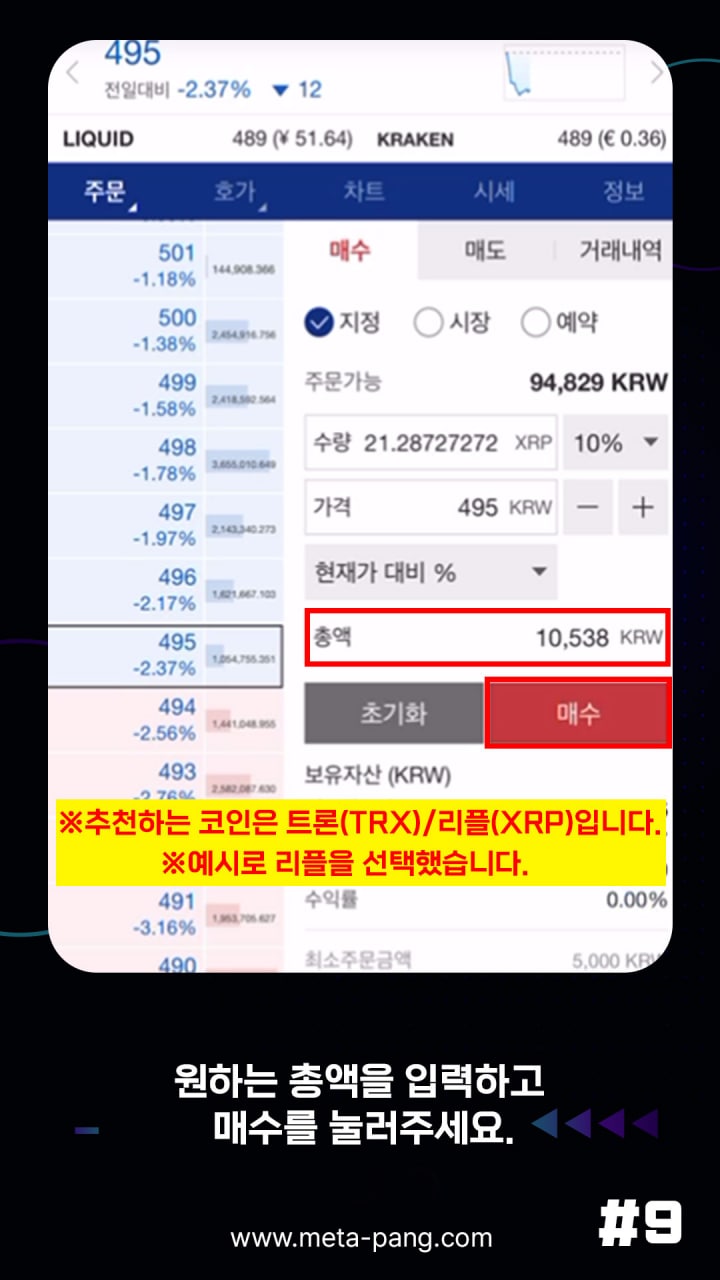 495
전일대비 -2.37% ▼ 12
LIQUID 489 (¥ 51.64) KRAKEN 489 (€ 0.36)
주문 호가 차트 시세 정보
매수 매도 거래내역
501
-1.18% 144,908.366
500
-1.38% 2,454,916.756
499
-1.58% 2,418,592.564
498
-1.78% 3,655,010.649
497
-1.97% 2,143,340.273
496
-2.17% 1,621,667.103
495
-2.37% 1,054,755.351
494
-2.56% 1,441,048.955
493
-2.76% 2,582,087.630
491
-3.16% 1,953,705.627
490
지정 시장 예약
주문가능 94,829 KRW
수량 21.28727272 XRP 10%
가격 495 KRW − +
현재가 대비 %
총액 10,538 KRW
초기화 매수
보유자산 (KRW)
※추천하는 코인은 트론(TRX)/리플(XRP)입니다.
※예시로 리플을 선택했습니다.
수익률 0.00%
최소주문금액 5,000 KRW
원하는 총액을 입력하고
매수를 눌러주세요.
#9
www.meta-pang.com